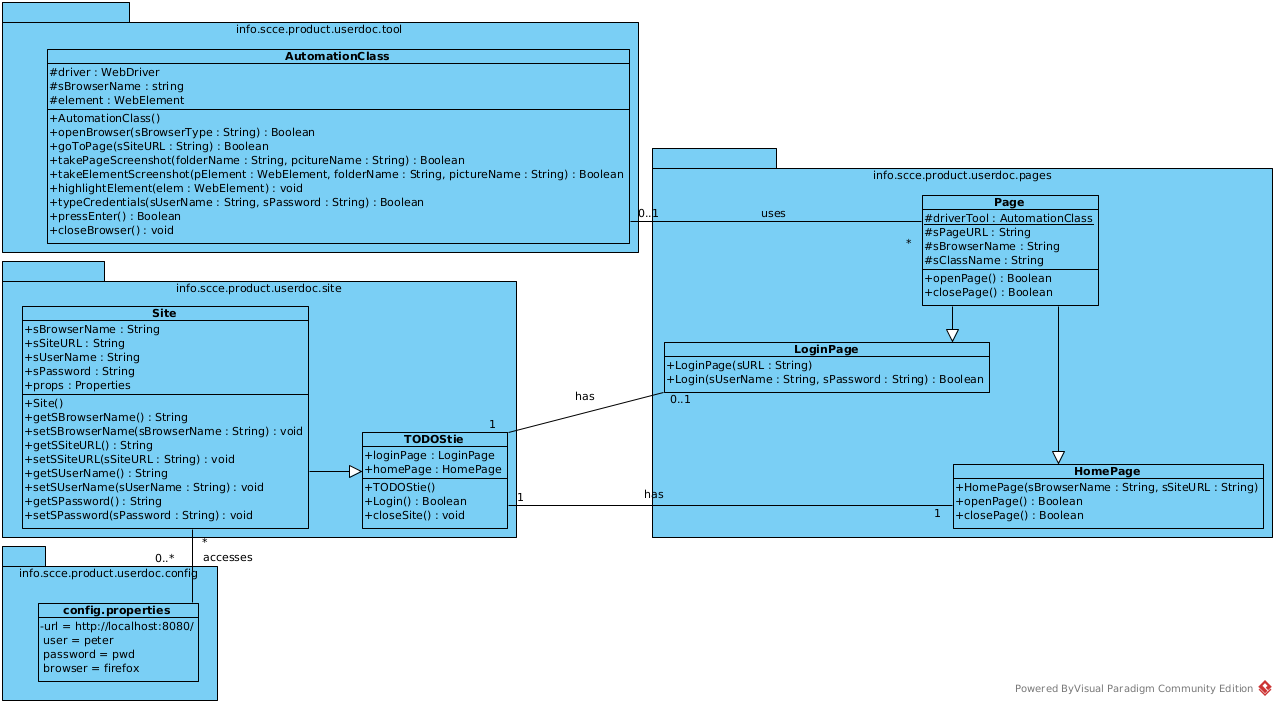 info.scce.product.userdoc.tool
AutomationClass
#driver : WebDriver
#sBrowserName : string
#element : WebElement
+AutomationClass()
+openBrowser(sBrowserType : String) : Boolean
+goToPage(sSiteURL : String) : Boolean
+takePageScreenshot(folderName : String, pcitureName : String) : Boolean
+takeElementScreenshot(pElement : WebElement, folderName : String, pictureName : String) : Boolean
+highlightElement(elem : WebElement) : void
+typeCredentials(sUserName : String, sPassword : String) : Boolean
+pressEnter() : Boolean
+closeBrowser() : void
0..1
uses
*
info.scce.product.userdoc.pages
Page
#driverTool : AutomationClass
#sPageURL : String
#sBrowserName : String
#sClassName : String
+openPage() : Boolean
+closePage() : Boolean
LoginPage
+LoginPage(sURL : String)
+Login(sUserName : String, sPassword : String) : Boolean
HomePage
+HomePage(sBrowserName : String, sSiteURL : String)
+openPage() : Boolean
+closePage() : Boolean
info.scce.product.userdoc.site
Site
+sBrowserName : String
+sSiteURL : String
+sUserName : String
+sPassword : String
+props : Properties
+Site()
+getSBrowserName() : String
+setSBrowserName(sBrowserName : String) : void
+getSSiteURL() : String
+setSSiteURL(sSiteURL : String) : void
+getSUserName() : String
+setSUserName(sUserName : String) : void
+getSPassword() : String
+setSPassword(sPassword : String) : void
TODOStie
+loginPage : LoginPage
+homePage : HomePage
+TODOStie()
+Login() : Boolean
+closeSite() : void
1
has
0..1
1
has
1
*
0..*
accesses
info.scce.product.userdoc.config
config.properties
-url = http://localhost:8080/
user = peter
password = pwd
browser = firefox
Powered ByVisual Paradigm Community Edition